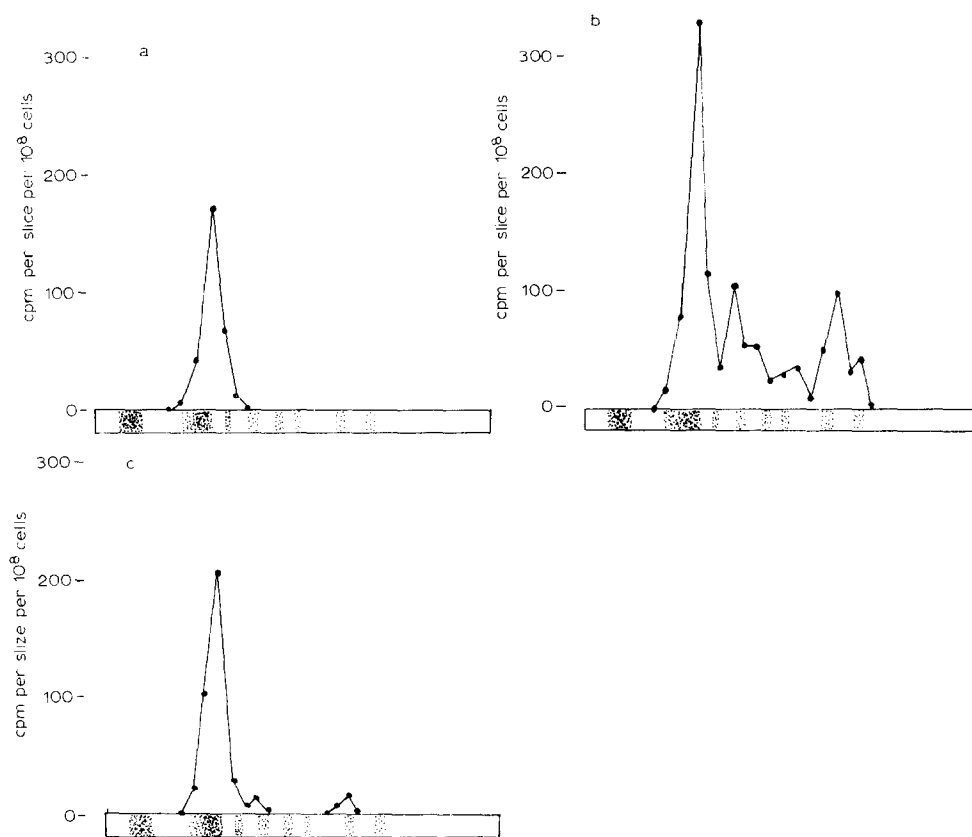 a
300-
200-
100-
0-
cpm per slice per 10⁸ cells
b
300-
200-
100-
0-
cpm per slice per 10⁸ cells
c
300-
200-
100-
0-
cpm per slize per 10⁸ cells